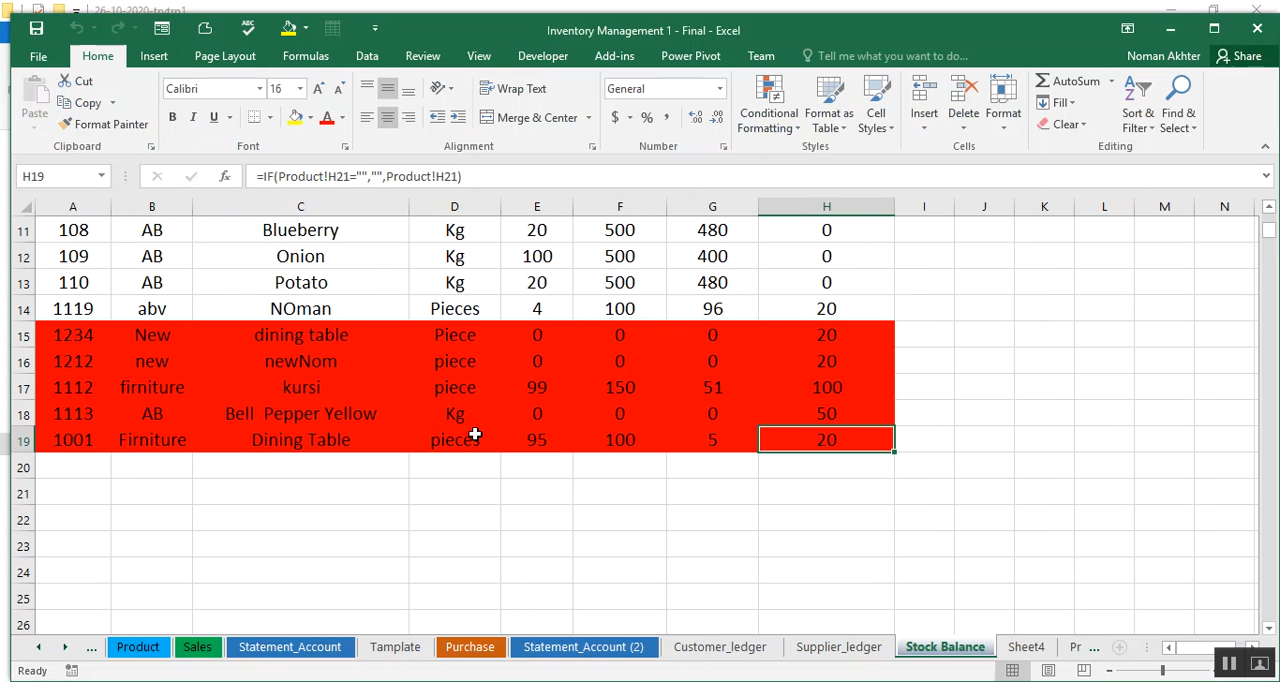 26-10-2020-tptrp1
Inventory Management 1 - Final - Excel
File Home Insert Page Layout Formulas Data Review View Developer Add-ins Power Pivot Team Tell me what you want to do... Noman Akhter Share
Paste Cut Copy Format Painter Clipboard
Calibri 16 B I U A Font
Wrap Text Merge & Center Alignment
General $ % , Number
Conditional Formatting Format as Table Cell Styles Styles
Insert Delete Format Cells
AutoSum Fill Clear Sort & Filter Find & Select Editing
H19 fx =IF(Product!H21="","",Product!H21)
A B C D E F G H I J K L M N
11 108 AB Blueberry Kg 20 500 480 0
12 109 AB Onion Kg 100 500 400 0
13 110 AB Potato Kg 20 500 480 0
14 1119 abv NOman Pieces 4 100 96 20
15 1234 New dining table Piece 0 0 0 20
16 1212 new newNom piece 0 0 0 20
17 1112 firniture kursi piece 99 150 51 100
18 1113 AB Bell Pepper Yellow Kg 0 0 0 50
19 1001 Firniture Dining Table pieces 95 100 5 20
20
21
22
23
24
25
26
... Product Sales Statement_Account Tamplate Purchase Statement_Account (2) Customer_ledger Supplier_ledger Stock Balance Sheet4 Pr ...
Ready